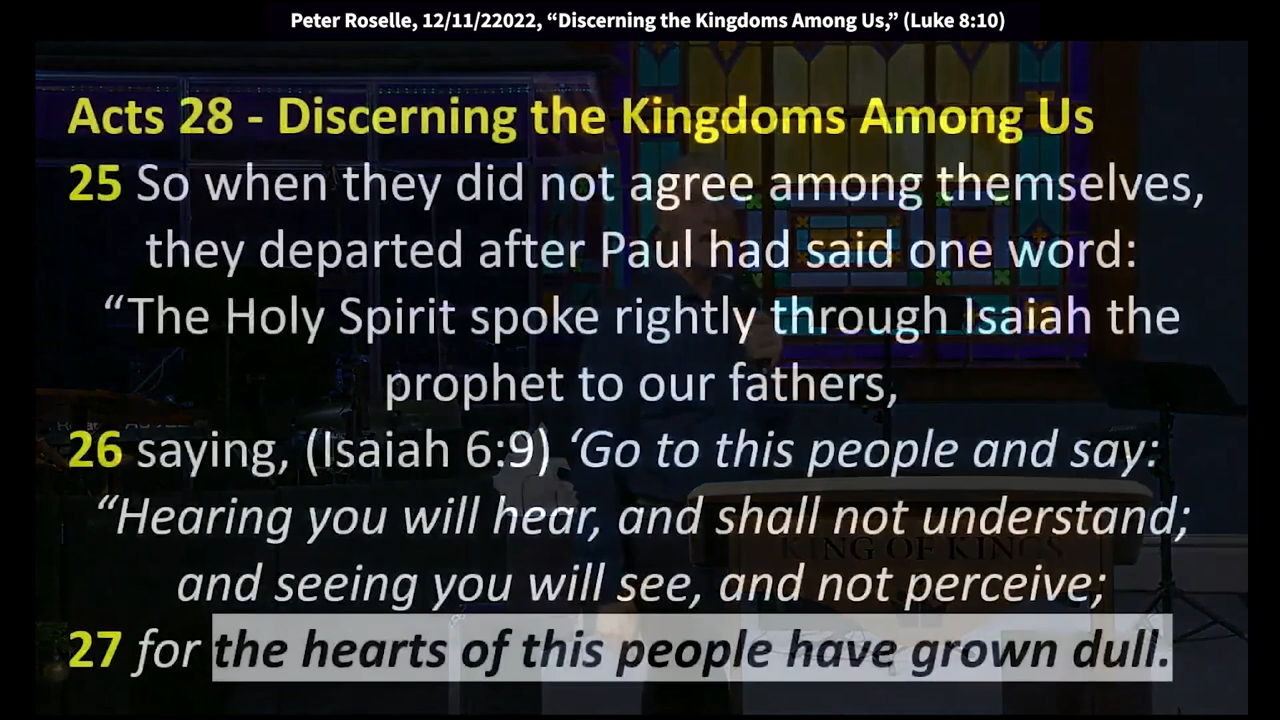 Peter Roselle, 12/11/22022, “Discerning the Kingdoms Among Us,” (Luke 8:10)
Acts 28 - Discerning the Kingdoms Among Us
25 So when they did not agree among themselves,
they departed after Paul had said one word:
“The Holy Spirit spoke rightly through Isaiah the
prophet to our fathers,
26 saying, (Isaiah 6:9) ‘Go to this people and say:
“Hearing you will hear, and shall not understand;
and seeing you will see, and not perceive;
27 for the hearts of this people have grown dull.
KING OF KINGS